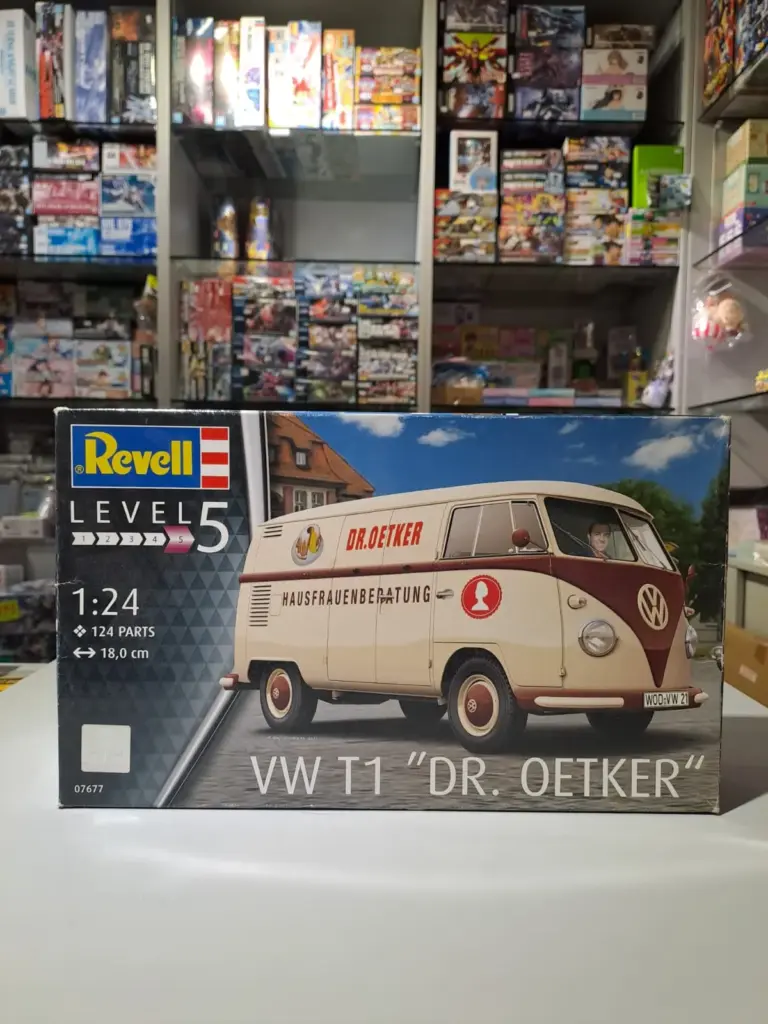 Revell
®
LEVEL 5
1 2 3 4 5
1:24
124 PARTS
18,0 cm
07677
DR.OETKER
HAUSFRAUENBERATUNG
WOB·VW 21
VW T1 "DR. OETKER“